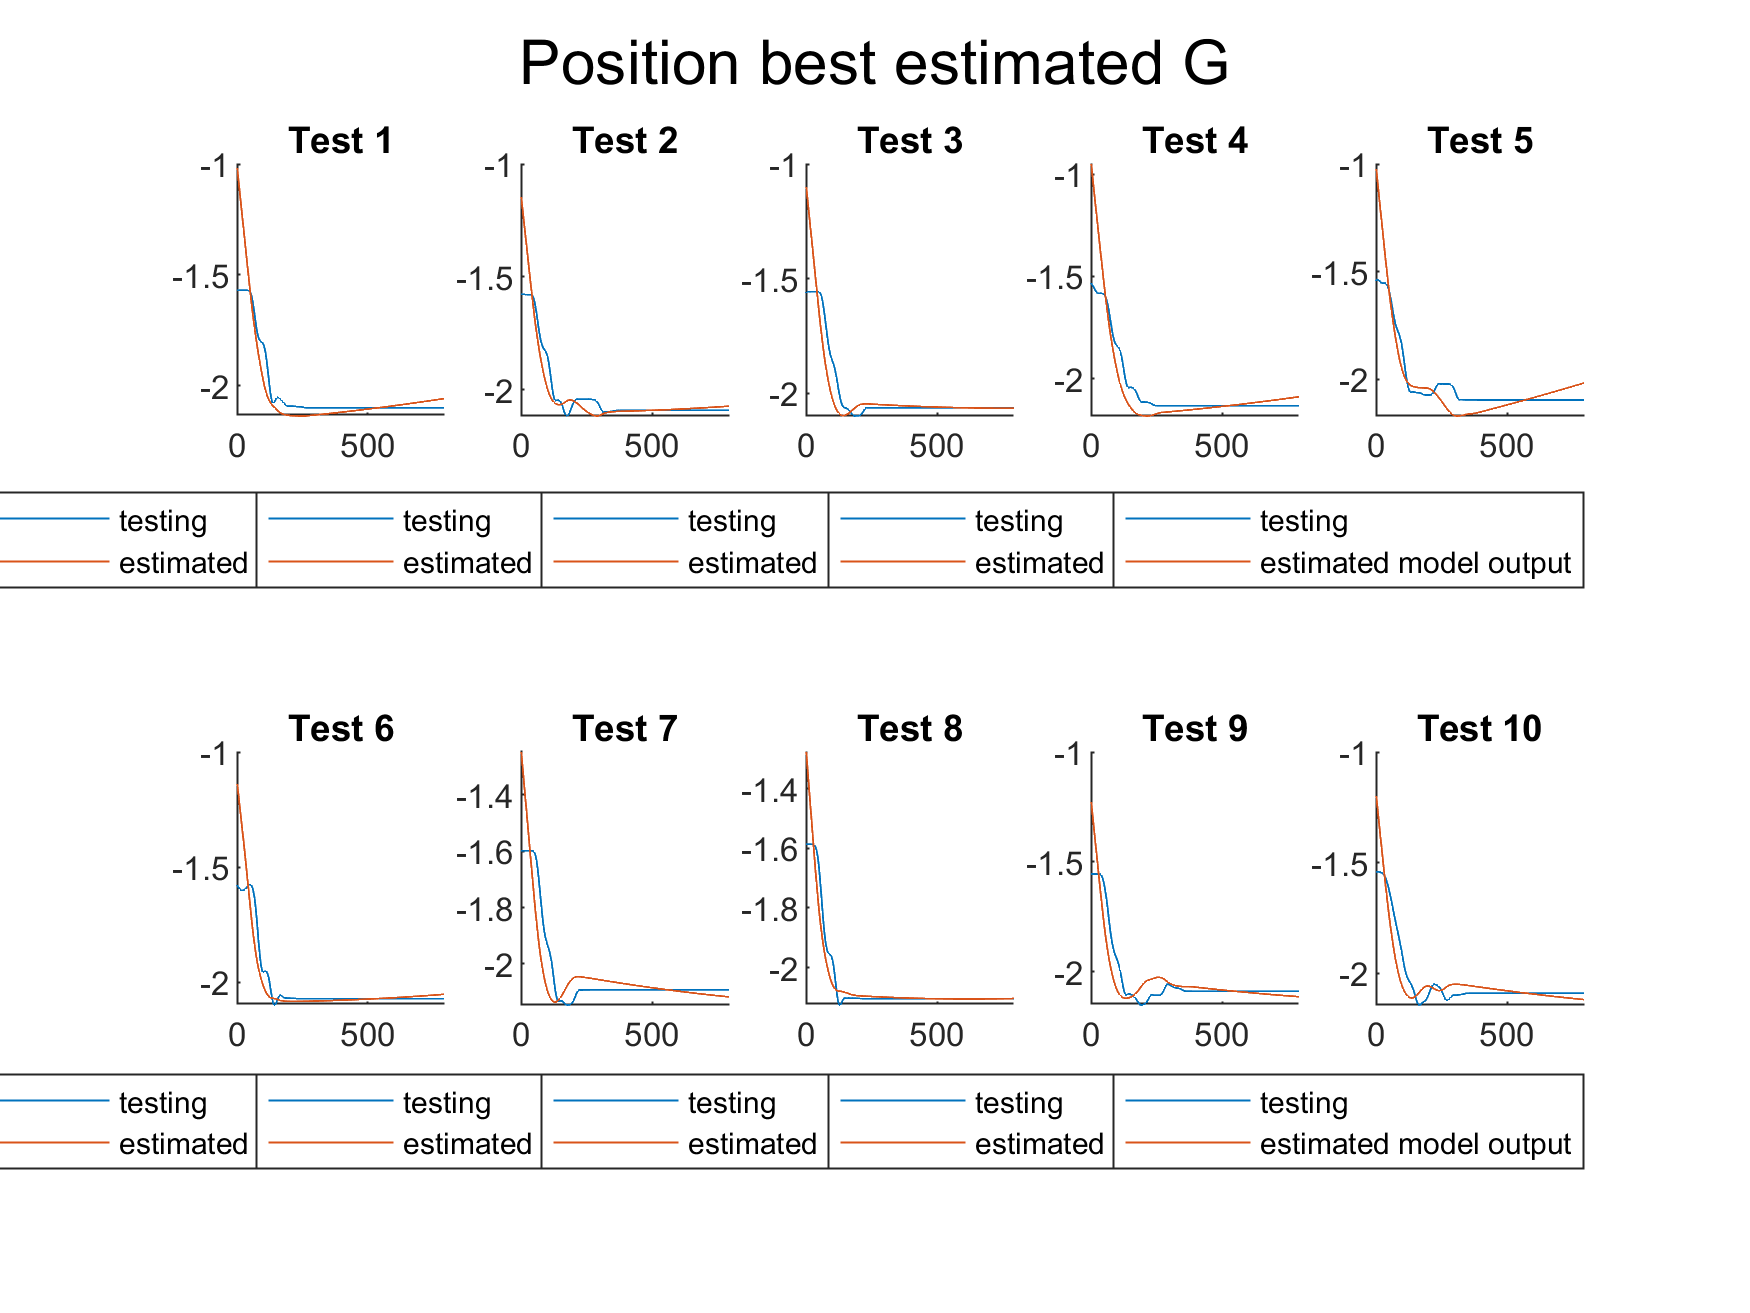 Position best estimated G
Test 1 Test 2 Test 3 Test 4 Test 5
-1 -1 -1 -1 -1
-1.5 -1.5 -1.5 -1.5 -1.5
-2 -2 -2 -2 -2
0 500 0 500 0 500 0 500 0 500
testing testing testing testing testing
estimated estimated estimated estimated estimated model output
Test 6 Test 7 Test 8 Test 9 Test 10
-1 -1.4 -1.4 -1 -1
-1.5 -1.6 -1.6 -1.5 -1.5
-1.8 -1.8
-2 -2 -2 -2 -2
0 500 0 500 0 500 0 500 0 500
testing testing testing testing testing
estimated estimated estimated estimated estimated model output